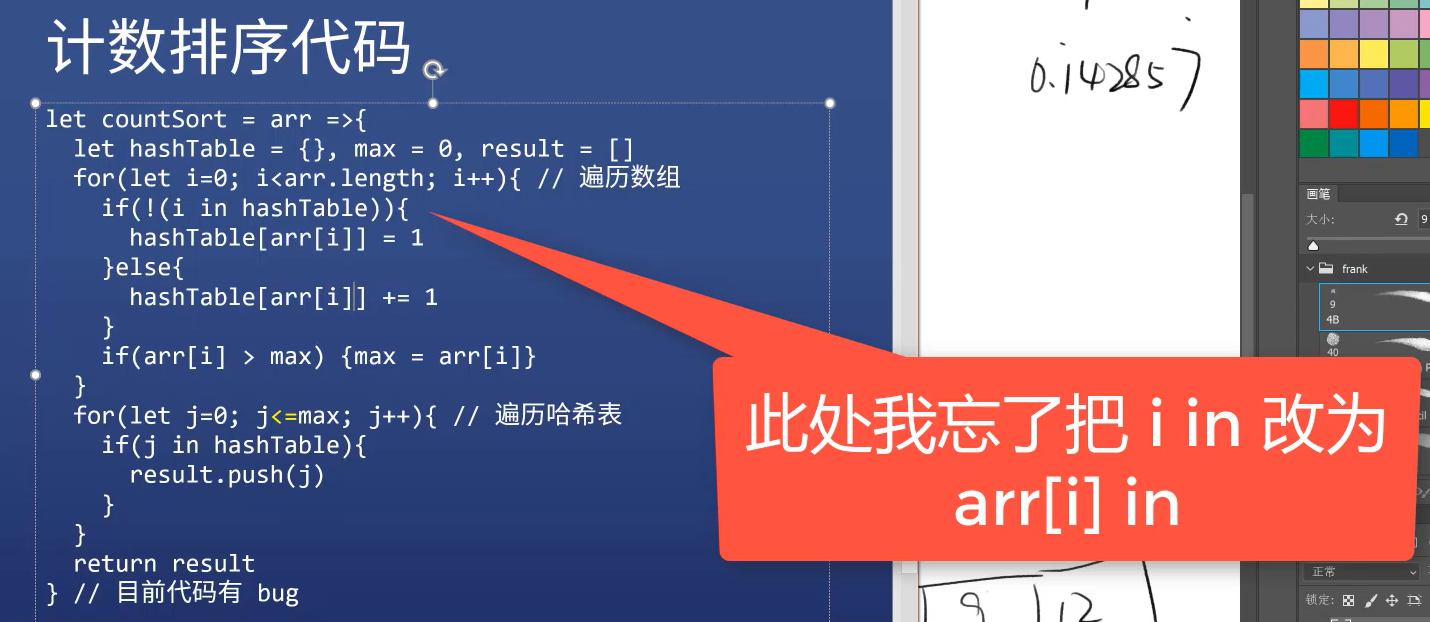 计数排序代码
let countSort = arr =>{
let hashTable = {}, max = 0, result = []
for(let i=0; i<arr.length; i++){ // 遍历数组
if(!(i in hashTable)){
hashTable[arr[i]] = 1
}else{
hashTable[arr[i]] += 1
}
if(arr[i] > max) {max = arr[i]}
}
for(let j=0; j<=max; j++){ // 遍历哈希表
if(j in hashTable){
result.push(j)
}
}
return result
} // 目前代码有 bug
此处我忘了把 i in 改为
arr[i] in
0.142857
9 12
画笔
大小:
9
frank
9
4B
40
正常
锁定: